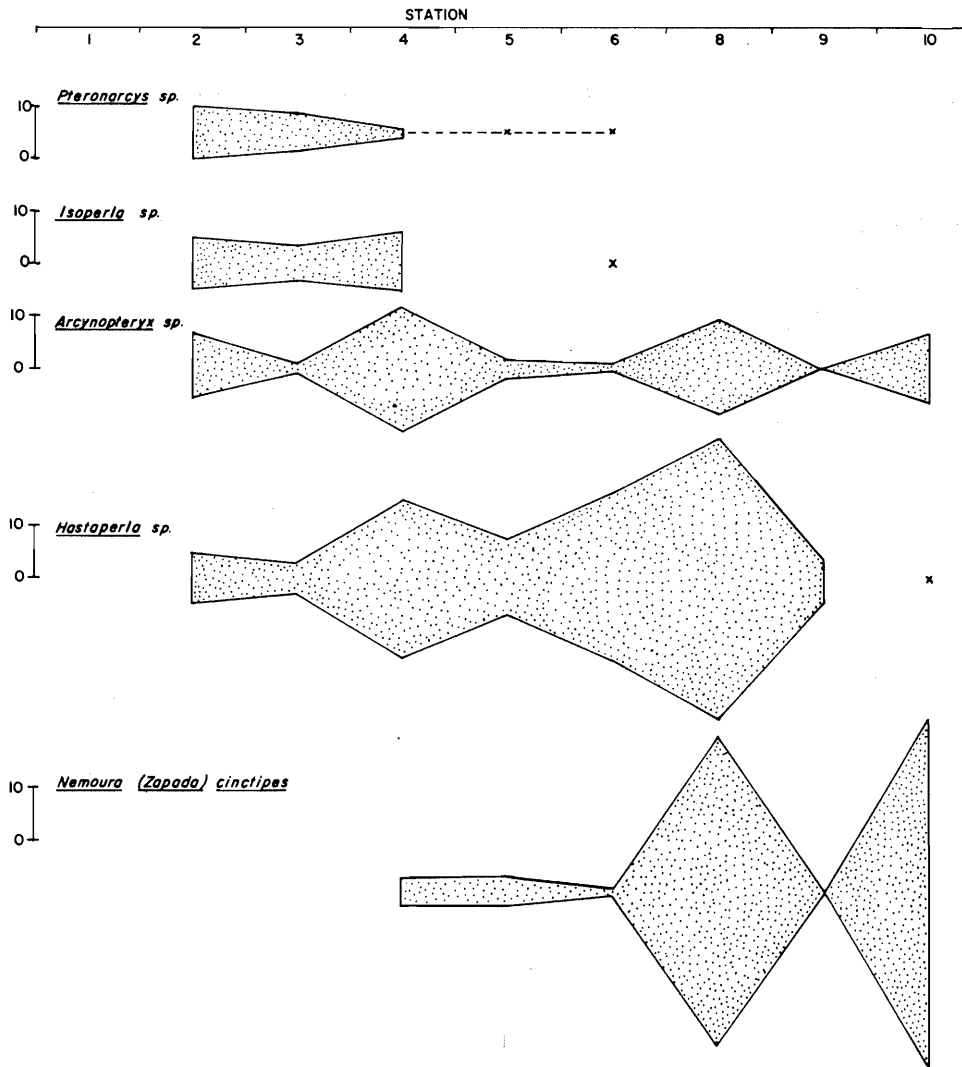 STATION
1 2 3 4 5 6 8 9 10
Pteronarcys sp.
10
0
Isoperla sp.
10
0
Arcynopteryx sp.
10
0
Hastaperla sp.
10
0
Nemoura (Zapada) cinctipes
10
0